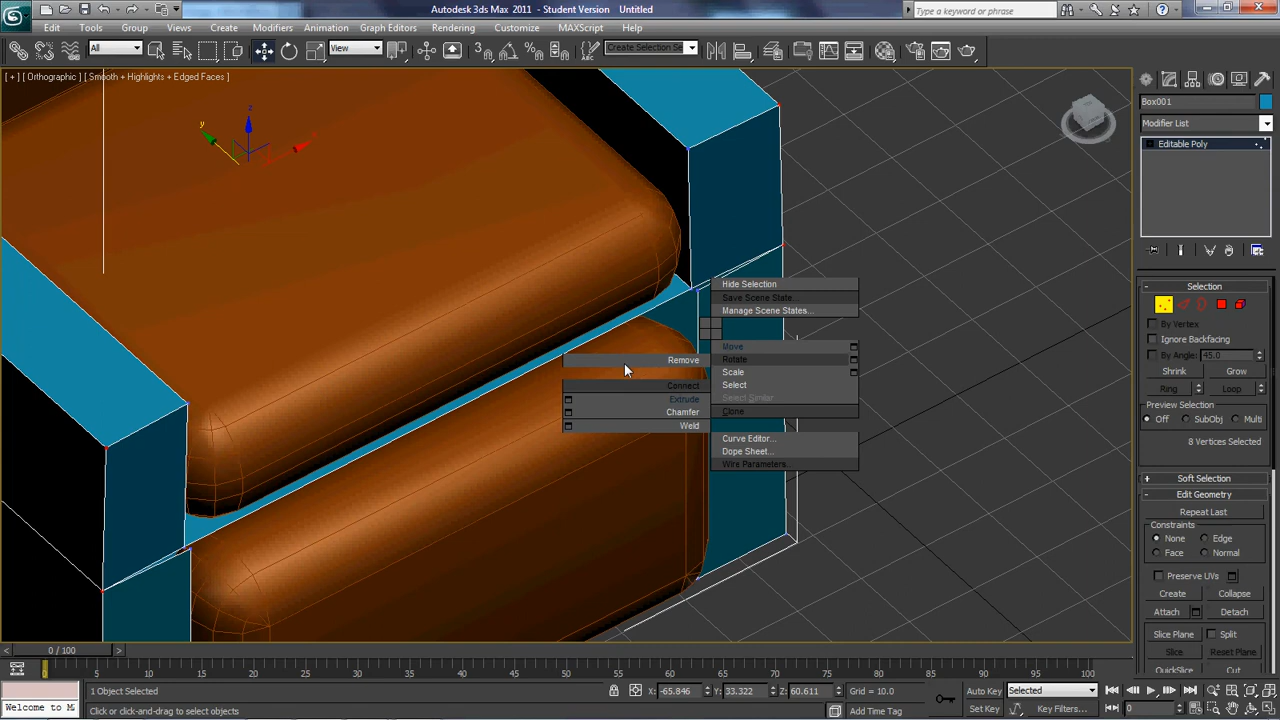 Autodesk 3ds Max 2011 - Student Version Untitled
Type a keyword or phrase
Edit Tools Group Views Create Modifiers Animation Graph Editors Rendering Customize MAXScript Help
All View Create Selection Se
[ + ] [ Orthographic ] [ Smooth + Highlights + Edged Faces ]
z
y
Box001
Modifier List
Editable Poly
Hide Selection
Save Scene State...
Manage Scene States...
Move
Rotate
Scale
Select
Select Similar
Clone
Curve Editor...
Dope Sheet...
Wire Parameters...
Remove
Connect
Extrude
Chamfer
Weld
- Selection
By Vertex
Ignore Backfacing
By Angle: 45.0
Shrink Grow
Ring Loop
Preview Selection
Off SubObj Multi
8 Vertices Selected
+ Soft Selection
- Edit Geometry
Repeat Last
Constraints
None Edge
Face Normal
Preserve UVs
Create Collapse
Attach Detach
Slice Plane Split
Slice Reset Plane
QuickSlice Cut
< 0 / 100 >
0 5 10 15 20 25 30 35 40 45 50 55 60 65 70 75 80 85 90 95 100
1 Object Selected X: -65.846 Y: 33.322 Z: 60.611 Grid = 10.0 Auto Key Selected
Welcome to M Click or click-and-drag to select objects Add Time Tag Set Key Key Filters... 0